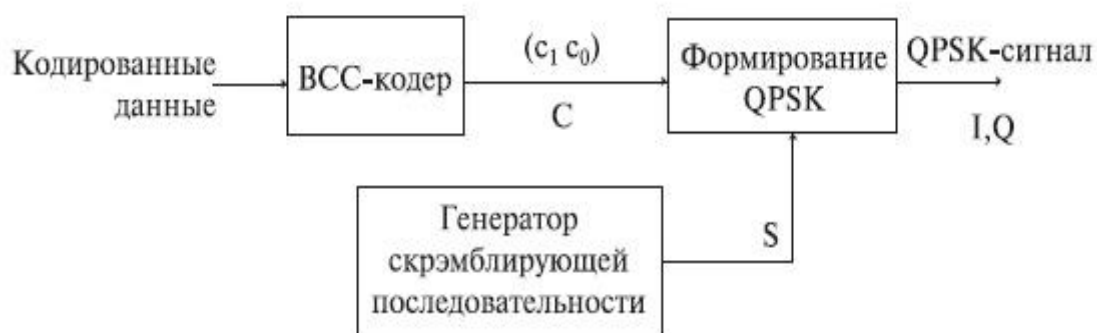 Кодированные
данные
BCC-кодер
(c₁ c₀)
C
Формирование
QPSK
QPSK-сигнал
I,Q
Генератор
скрэмблирующей
последовательности
S